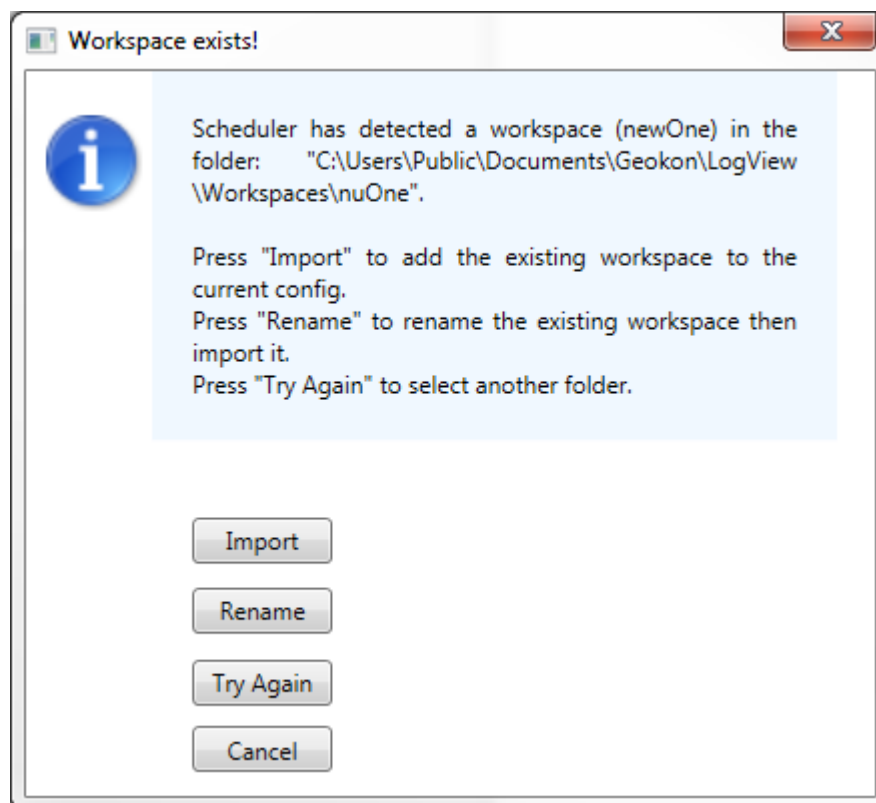 Workspace exists!
Scheduler has detected a workspace (newOne) in the
folder: "C:\Users\Public\Documents\Geokon\LogView
\Workspaces\nuOne".
Press "Import" to add the existing workspace to the
current config.
Press "Rename" to rename the existing workspace then
import it.
Press "Try Again" to select another folder.
Import
Rename
Try Again
Cancel